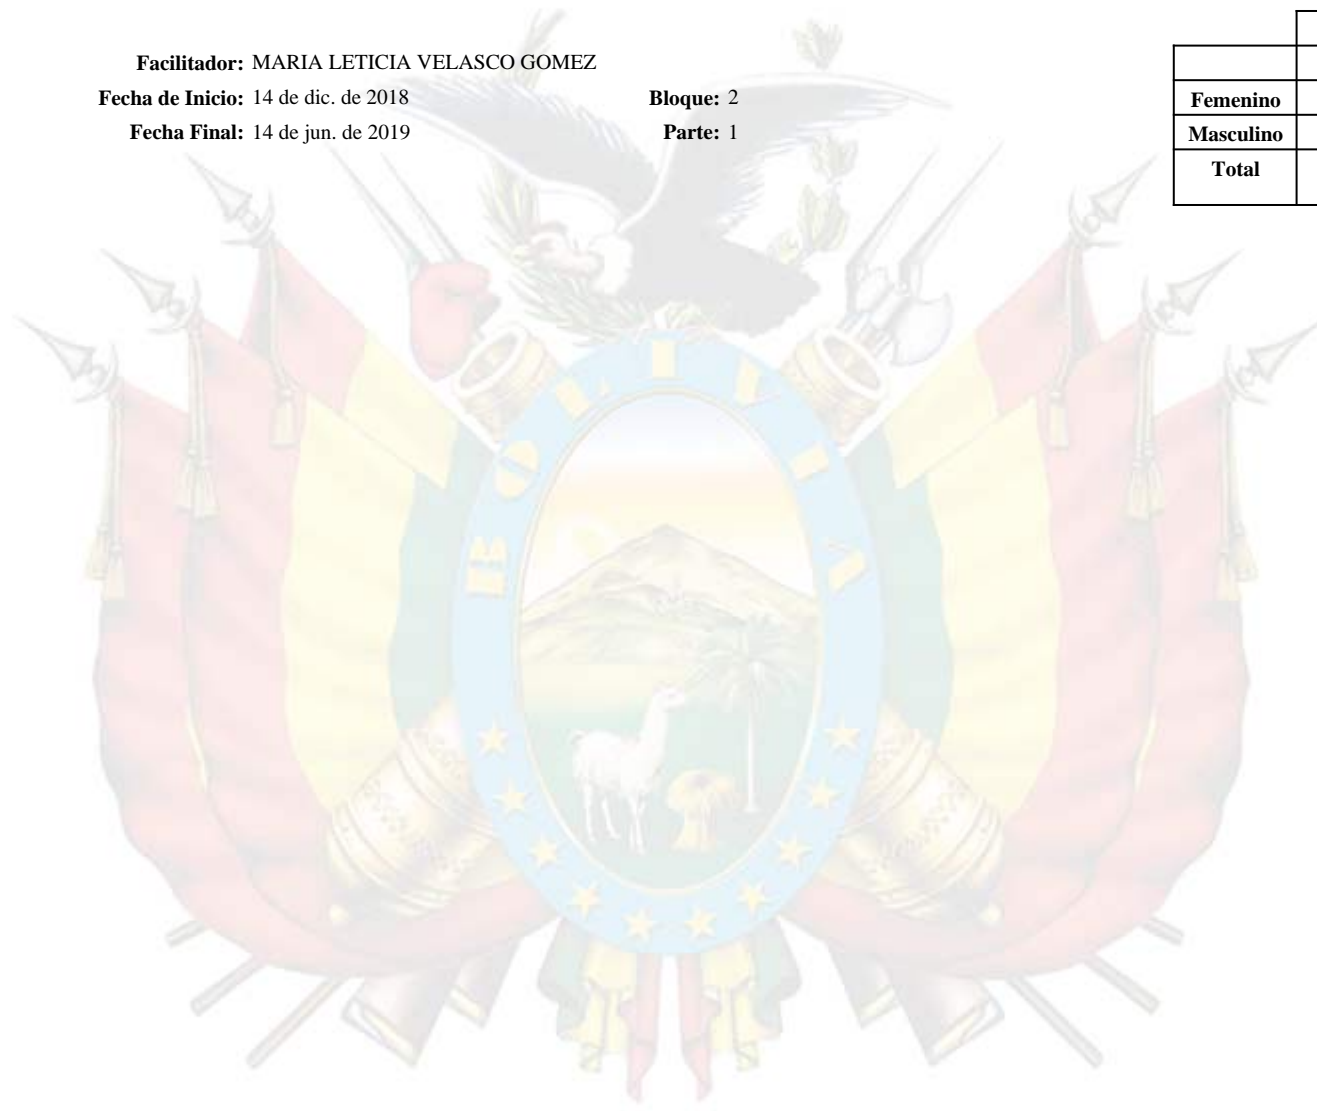 Facilitador: MARIA LETICIA VELASCO GOMEZ
Fecha de Inicio: 14 de dic. de 2018 Bloque: 2
Fecha Final: 14 de jun. de 2019 Parte: 1
Femenino
Masculino
Total
BOLIVIA